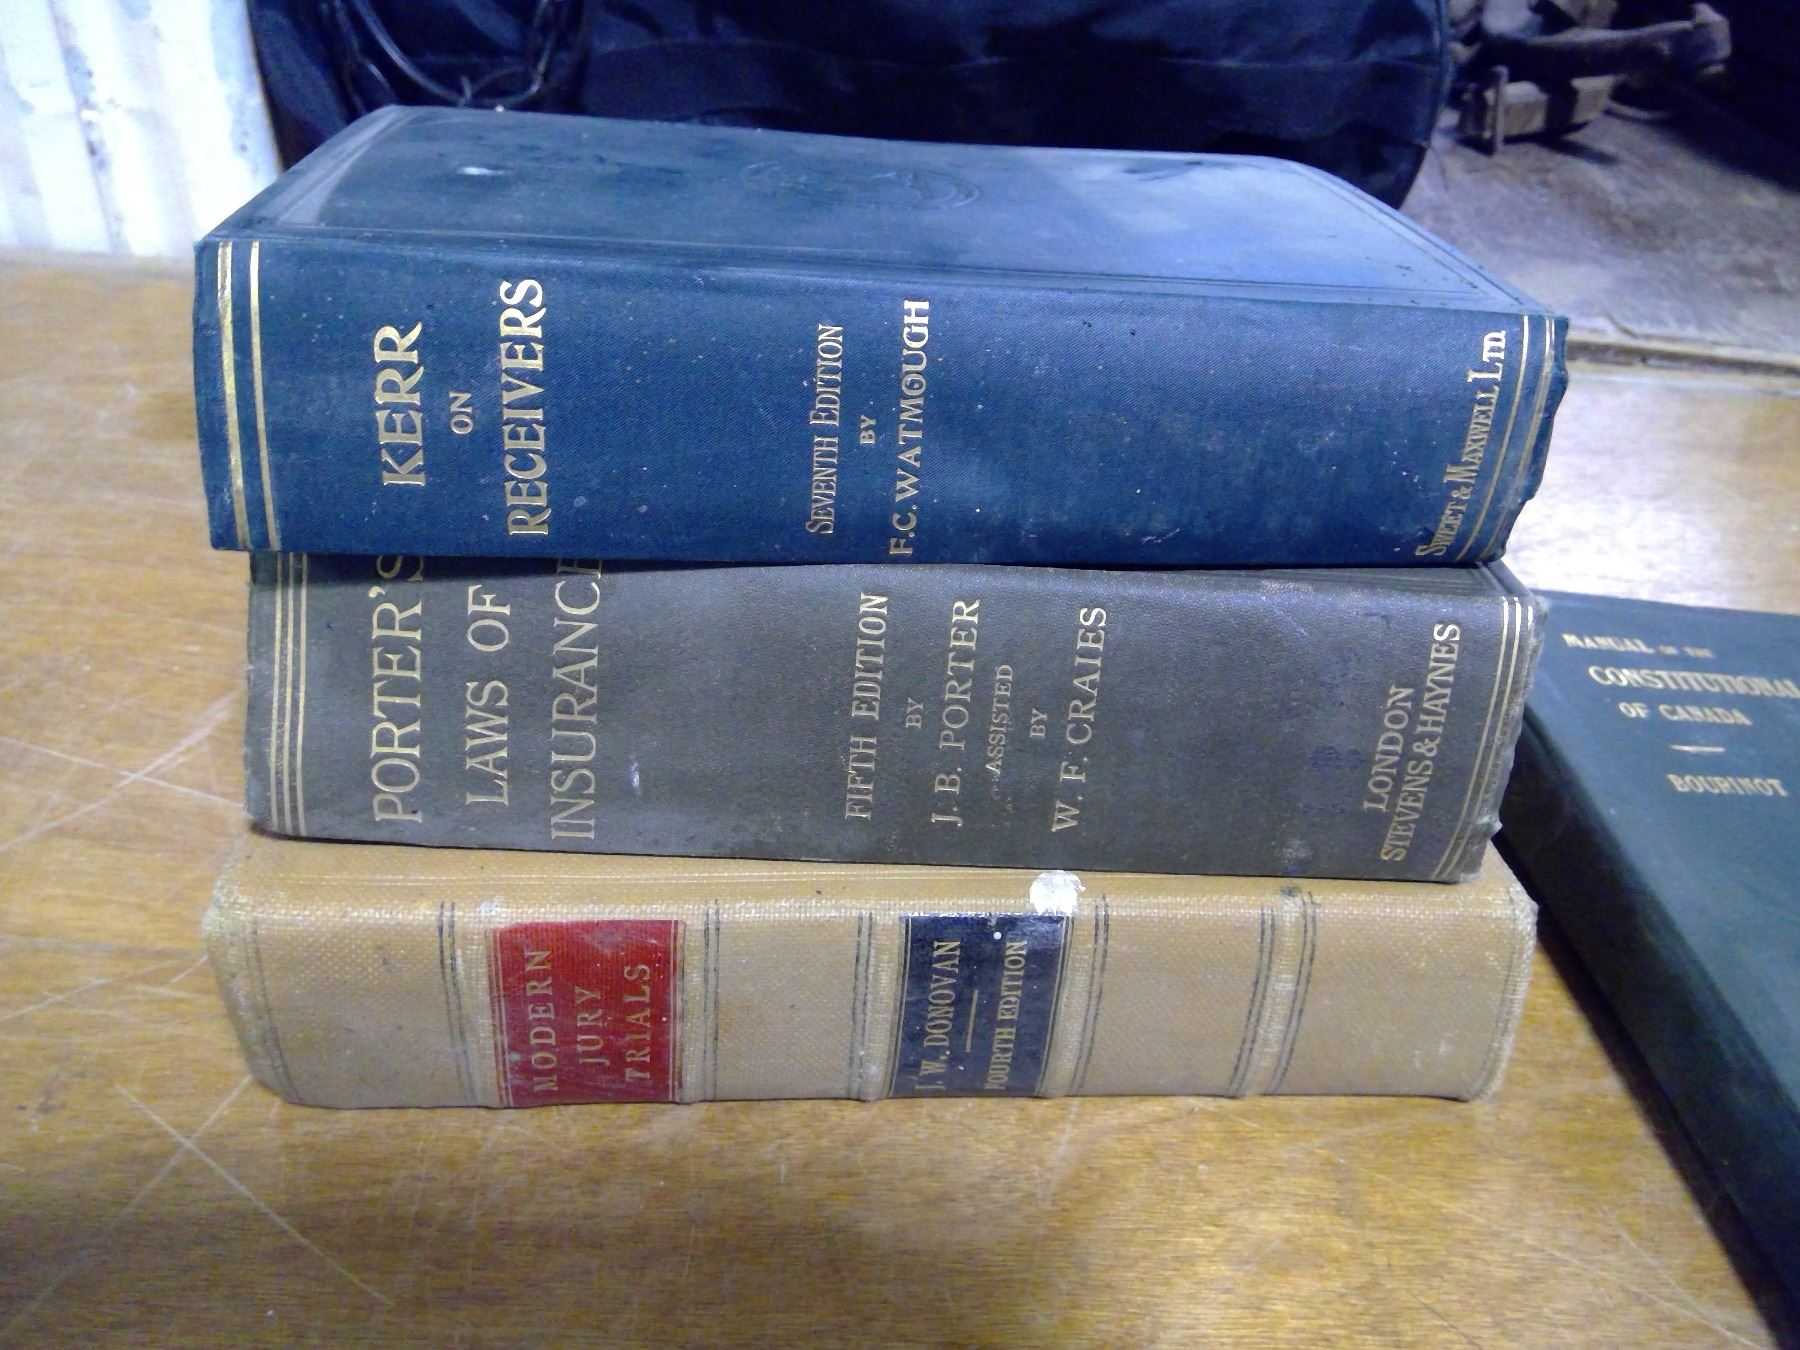 KERR
ON
RECEIVERS
SEVENTH EDITION
BY
F.C. WATMOUGH
SWEET & MAXWELL LTD
PORTER'S
LAWS OF
INSURANCE
FIFTH EDITION
BY
J. B. PORTER
ASSISTED
BY
W. F. CRAIES
LONDON
STEVENS & HAYNES
MODERN
JURY
TRIALS
J. W. DONOVAN
FOURTH EDITION
MANUAL OF THE
CONSTITUTIONAL
OF CANADA
BOURINOT